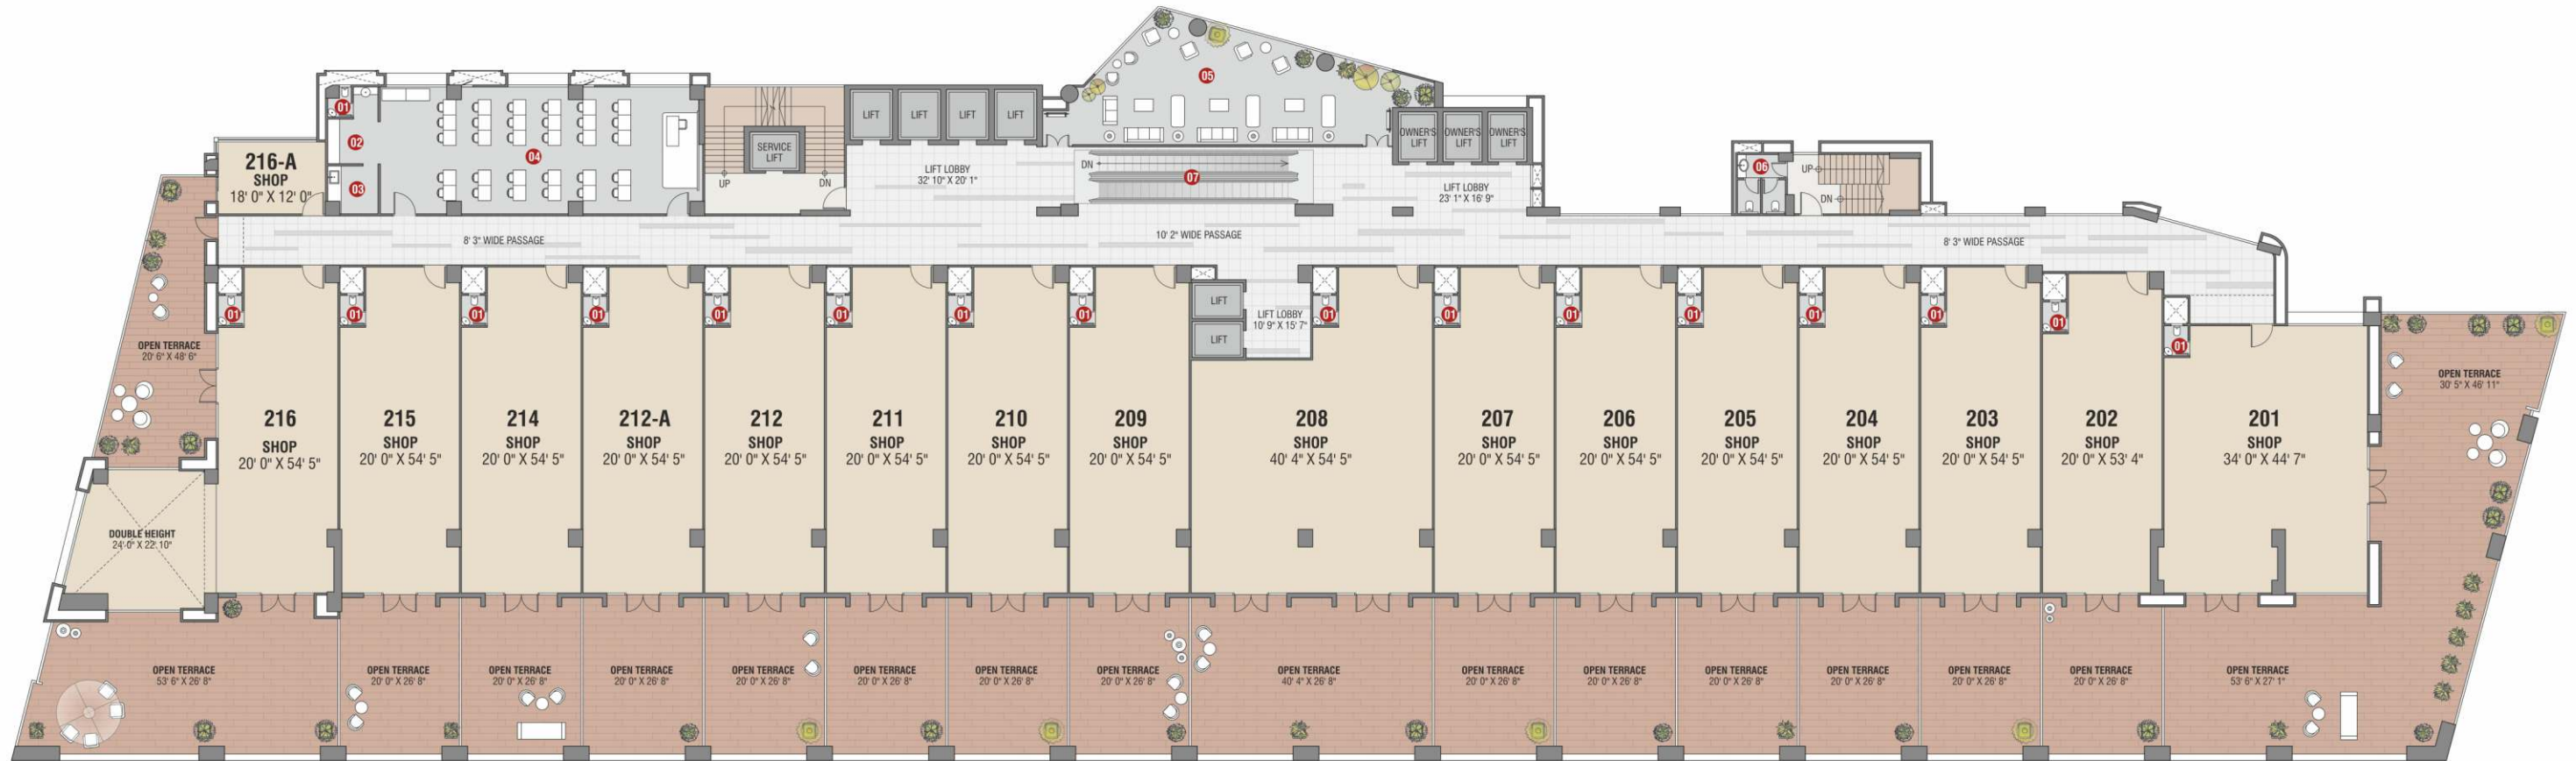 05
01
02
03
04
216-A
SHOP
18' 0" X 12' 0"
SERVICE
LIFT
UP
DN
LIFT
LIFT
LIFT
LIFT
LIFT LOBBY
32' 10" X 20' 1"
DN
07
OWNER'S
LIFT
OWNER'S
LIFT
OWNER'S
LIFT
LIFT LOBBY
23' 1" X 16' 9"
06
UP
DN
8' 3" WIDE PASSAGE
10' 2" WIDE PASSAGE
8' 3" WIDE PASSAGE
01
01
01
01
01
01
01
01
LIFT
LIFT
LIFT LOBBY
10' 9" X 15' 7"
01
01
01
01
01
01
01
01
OPEN TERRACE
20' 6" X 48' 6"
OPEN TERRACE
30' 5" X 46' 11"
216
SHOP
20' 0" X 54' 5"
215
SHOP
20' 0" X 54' 5"
214
SHOP
20' 0" X 54' 5"
212-A
SHOP
20' 0" X 54' 5"
212
SHOP
20' 0" X 54' 5"
211
SHOP
20' 0" X 54' 5"
210
SHOP
20' 0" X 54' 5"
209
SHOP
20' 0" X 54' 5"
208
SHOP
40' 4" X 54' 5"
207
SHOP
20' 0" X 54' 5"
206
SHOP
20' 0" X 54' 5"
205
SHOP
20' 0" X 54' 5"
204
SHOP
20' 0" X 54' 5"
203
SHOP
20' 0" X 54' 5"
202
SHOP
20' 0" X 53' 4"
201
SHOP
34' 0" X 44' 7"
DOUBLE HEIGHT
24' 0" X 22' 10"
OPEN TERRACE
53' 6" X 26' 8"
OPEN TERRACE
20' 0" X 26' 8"
OPEN TERRACE
20' 0" X 26' 8"
OPEN TERRACE
20' 0" X 26' 8"
OPEN TERRACE
20' 0" X 26' 8"
OPEN TERRACE
20' 0" X 26' 8"
OPEN TERRACE
20' 0" X 26' 8"
OPEN TERRACE
20' 0" X 26' 8"
OPEN TERRACE
40' 4" X 26' 8"
OPEN TERRACE
20' 0" X 26' 8"
OPEN TERRACE
20' 0" X 26' 8"
OPEN TERRACE
20' 0" X 26' 8"
OPEN TERRACE
20' 0" X 26' 8"
OPEN TERRACE
20' 0" X 26' 8"
OPEN TERRACE
20' 0" X 26' 8"
OPEN TERRACE
53' 6" X 27' 1"